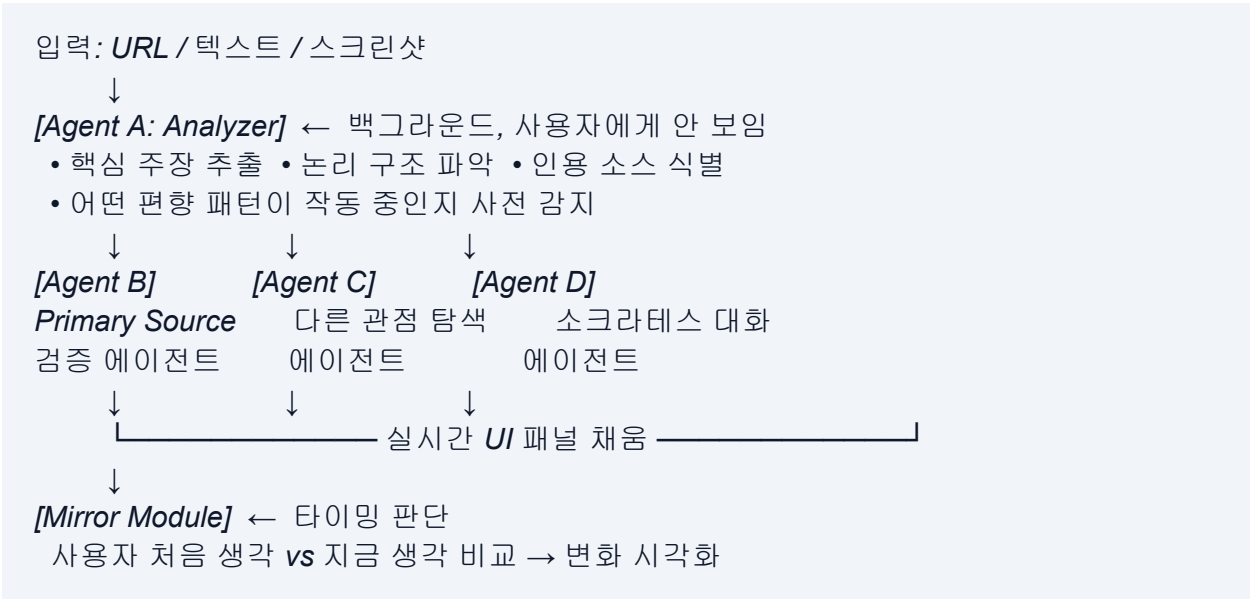 입력: URL / 텍스트 / 스크린샷
↓
[Agent A: Analyzer] ← 백그라운드, 사용자에게 안 보임
• 핵심 주장 추출 • 논리 구조 파악 • 인용 소스 식별
• 어떤 편향 패턴이 작동 중인지 사전 감지
↓ ↓ ↓
[Agent B] [Agent C] [Agent D]
Primary Source 다른 관점 탐색 소크라테스 대화
검증 에이전트 에이전트 에이전트
↓ ↓ ↓
└────── 실시간 UI 패널 채움 ──────┘
↓
[Mirror Module] ← 타이밍 판단
사용자 처음 생각 vs 지금 생각 비교 → 변화 시각화